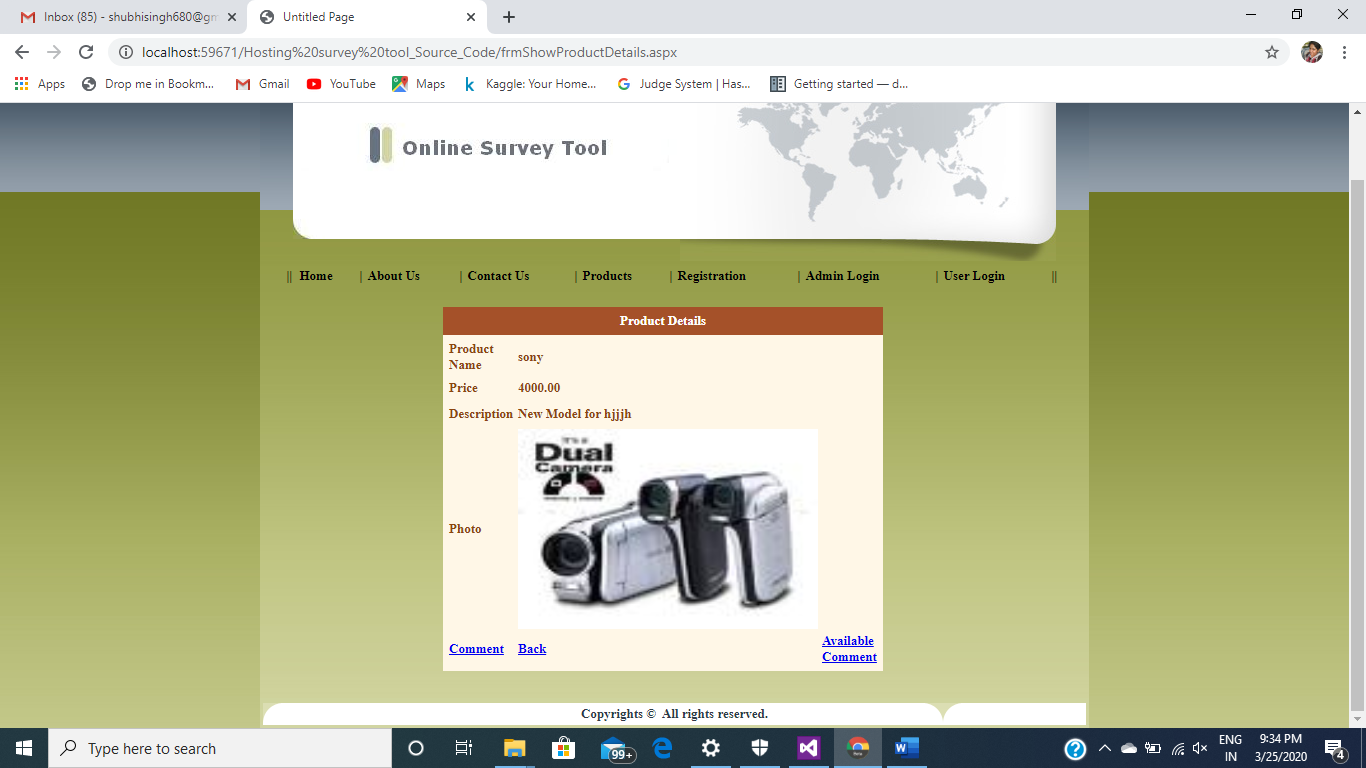 Inbox (85) - shubhisingh680@gm
Untitled Page
localhost:59671/Hosting%20survey%20tool_Source_Code/frmShowProductDetails.aspx
Apps
Drop me in Bookm...
Gmail
YouTube
Maps
Kaggle: Your Home...
Judge System | Has...
Getting started — d...
Online Survey Tool
|| Home | About Us | Contact Us | Products | Registration | Admin Login | User Login ||
Product Details
Product Name sony
Price 4000.00
Description New Model for hjjjh
Photo
It's a
Dual
Camera
Comment Back Available Comment
Copyrights © All rights reserved.
Type here to search
99+
ENG
IN
9:34 PM
3/25/2020
4